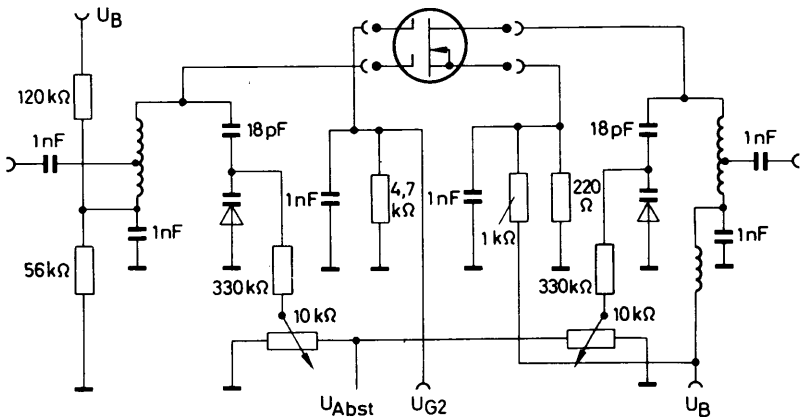 U_B
120kΩ
1nF
18pF
1nF
56kΩ
330kΩ
10kΩ
1nF
4,7
kΩ
1nF
1kΩ
220
Ω
18pF
1nF
1nF
330kΩ
10kΩ
U_Abst
U_G2
U_B